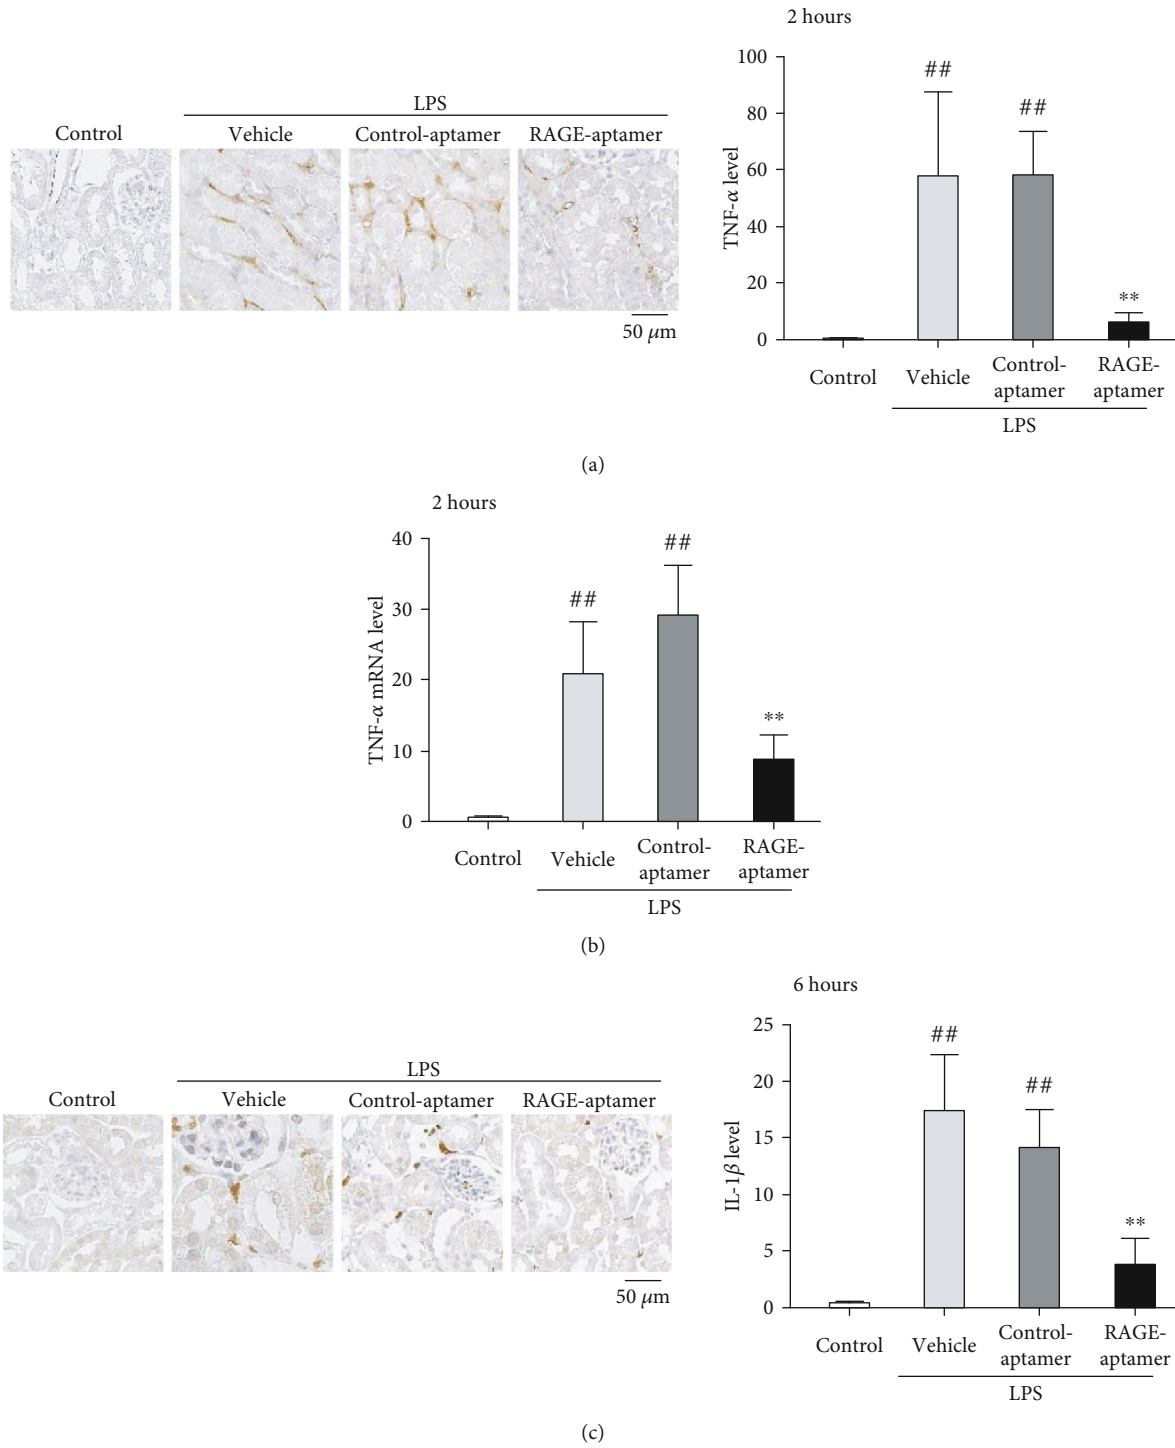 LPS
Control Vehicle Control-aptamer RAGE-aptamer
50 μm
2 hours
TNF-α level
100
80
60
40
20
0
## ## **
Control Vehicle Control-aptamer RAGE-aptamer
LPS
(a)
2 hours
TNF-α mRNA level
40
30
20
10
0
## ## **
Control Vehicle Control-aptamer RAGE-aptamer
LPS
(b)
LPS
Control Vehicle Control-aptamer RAGE-aptamer
50 μm
6 hours
IL-1β level
25
20
15
10
5
0
## ## **
Control Vehicle Control-aptamer RAGE-aptamer
LPS
(c)